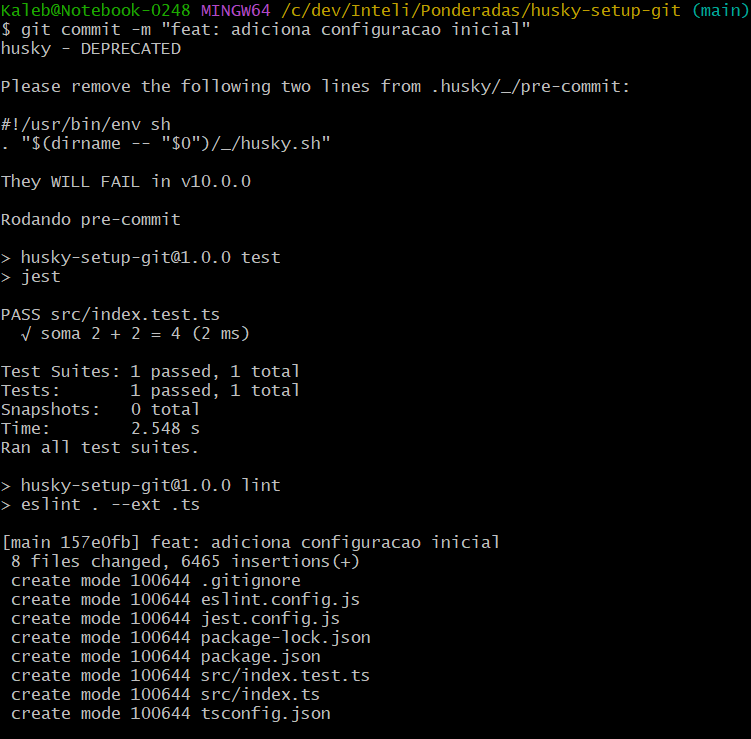 Kaleb@Notebook-0248 MINGW64 /c/dev/Inteli/Ponderadas/husky-setup-git (main)
$ git commit -m "feat: adiciona configuracao inicial"
husky - DEPRECATED

Please remove the following two lines from .husky/_/pre-commit:

#!/usr/bin/env sh
. "$(dirname -- "$0")/_/husky.sh"

They WILL FAIL in v10.0.0

Rodando pre-commit

> husky-setup-git@1.0.0 test
> jest

PASS src/index.test.ts
  √ soma 2 + 2 = 4 (2 ms)

Test Suites: 1 passed, 1 total
Tests:       1 passed, 1 total
Snapshots:   0 total
Time:        2.548 s
Ran all test suites.

> husky-setup-git@1.0.0 lint
> eslint . --ext .ts

[main 157e0fb] feat: adiciona configuracao inicial
 8 files changed, 6465 insertions(+)
 create mode 100644 .gitignore
 create mode 100644 eslint.config.js
 create mode 100644 jest.config.js
 create mode 100644 package-lock.json
 create mode 100644 package.json
 create mode 100644 src/index.test.ts
 create mode 100644 src/index.ts
 create mode 100644 tsconfig.json